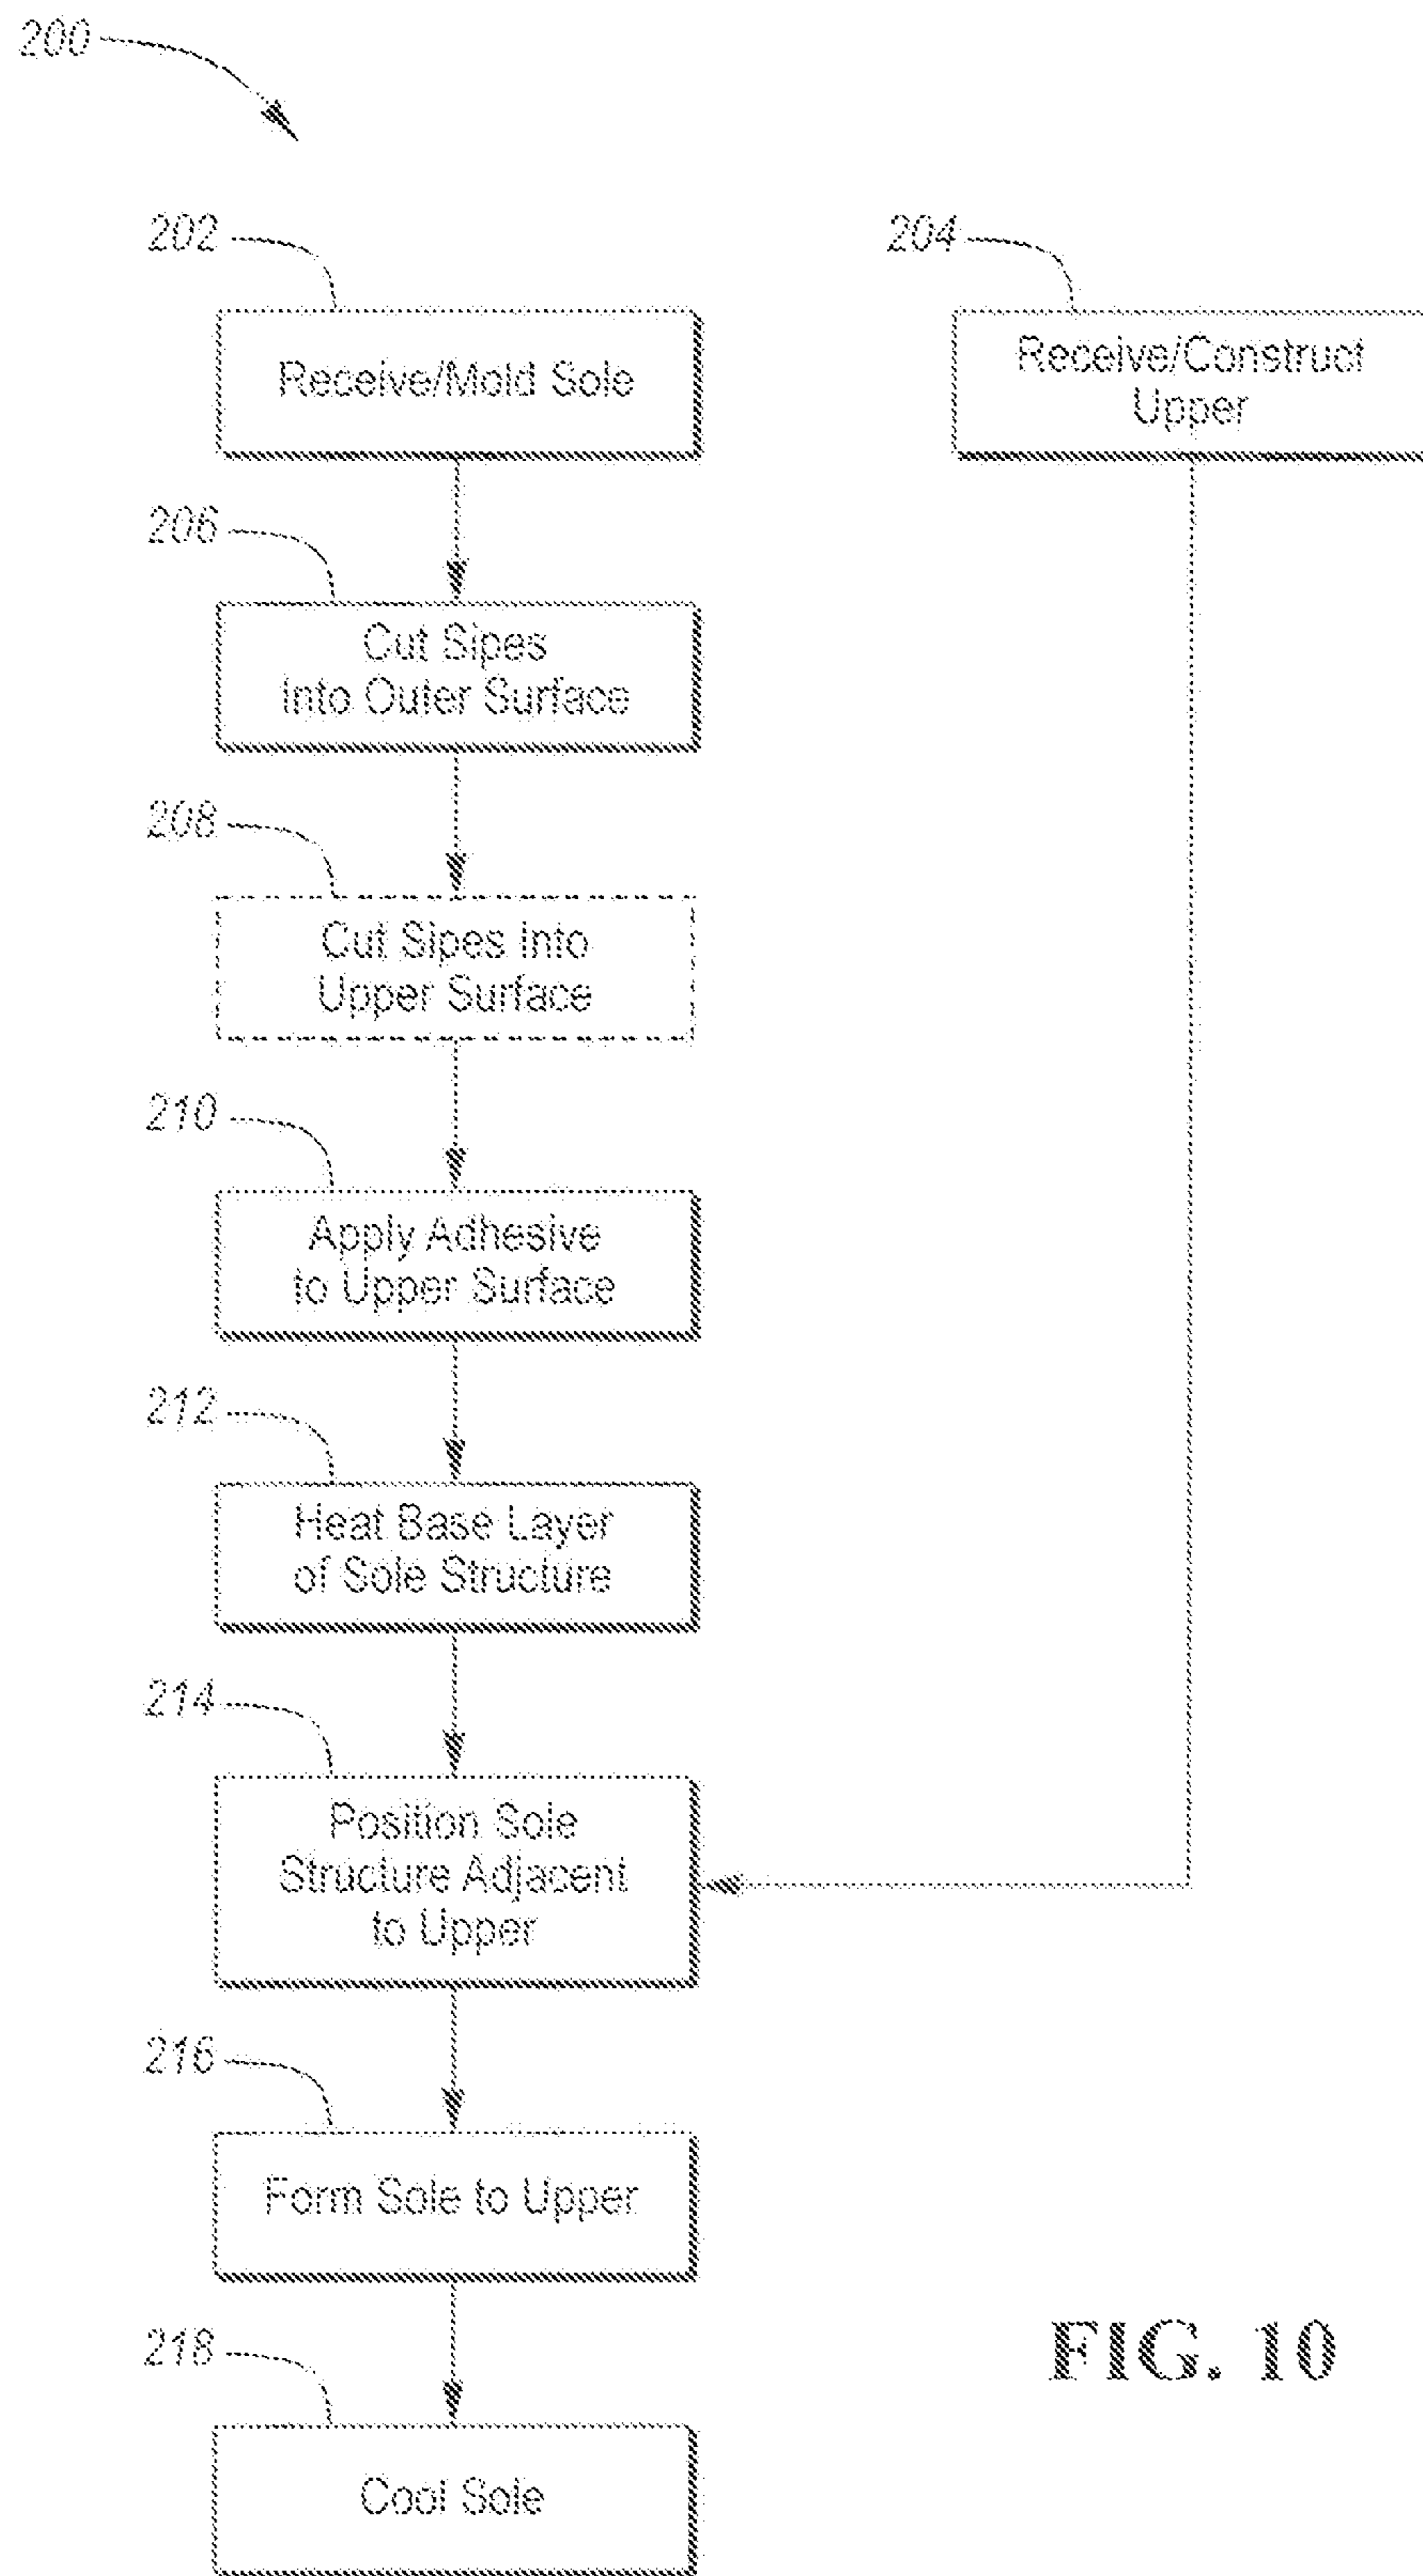 200
202
204
Receive/Mold Sole
Receive/Construct
Upper
206
Cut Sipes
Into Outer Surface
208
Cut Sipes Into
Upper Surface
210
Apply Adhesive
to Upper Surface
212
Heat Base Layer
of Sole Structure
214
Position Sole
Structure Adjacent
to Upper
216
Form Sole to Upper
218
Cool Sole
FIG. 10